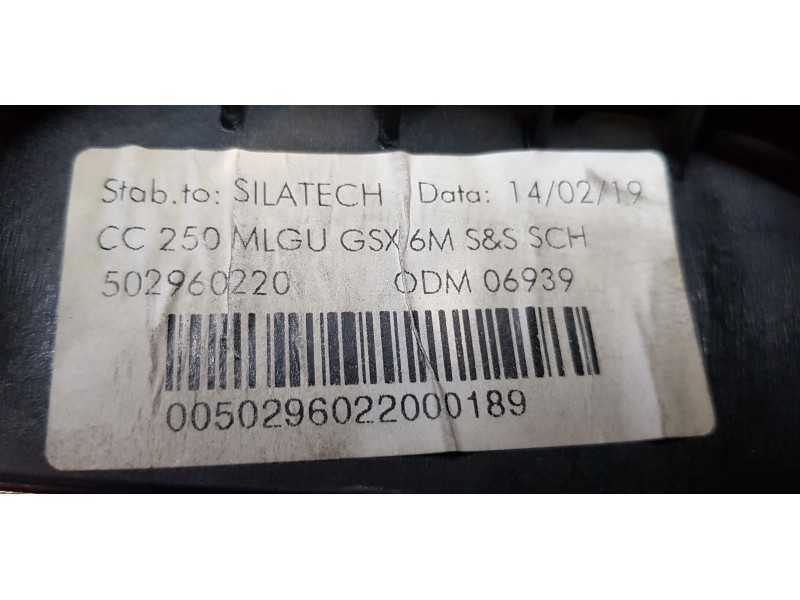 Stab.to: SILATECH Data: 14/02/19
CC 250 MLGU GSX 6M S&S SCH
502960220 ODM 06939
0050296022000189